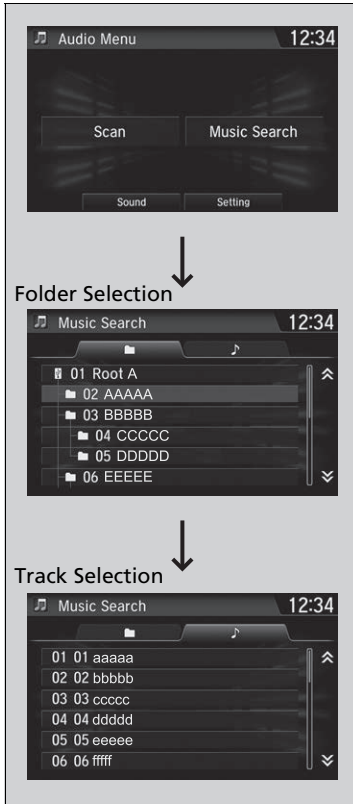 Audio Menu 12:34
Scan Music Search
Sound Setting
Folder Selection
Music Search 12:34
01 Root A
02 AAAAA
03 BBBBB
04 CCCCC
05 DDDDD
06 EEEEE
Track Selection
Music Search 12:34
01 01 aaaaa
02 02 bbbbb
03 03 ccccc
04 04 ddddd
05 05 eeeee
06 06 fffff